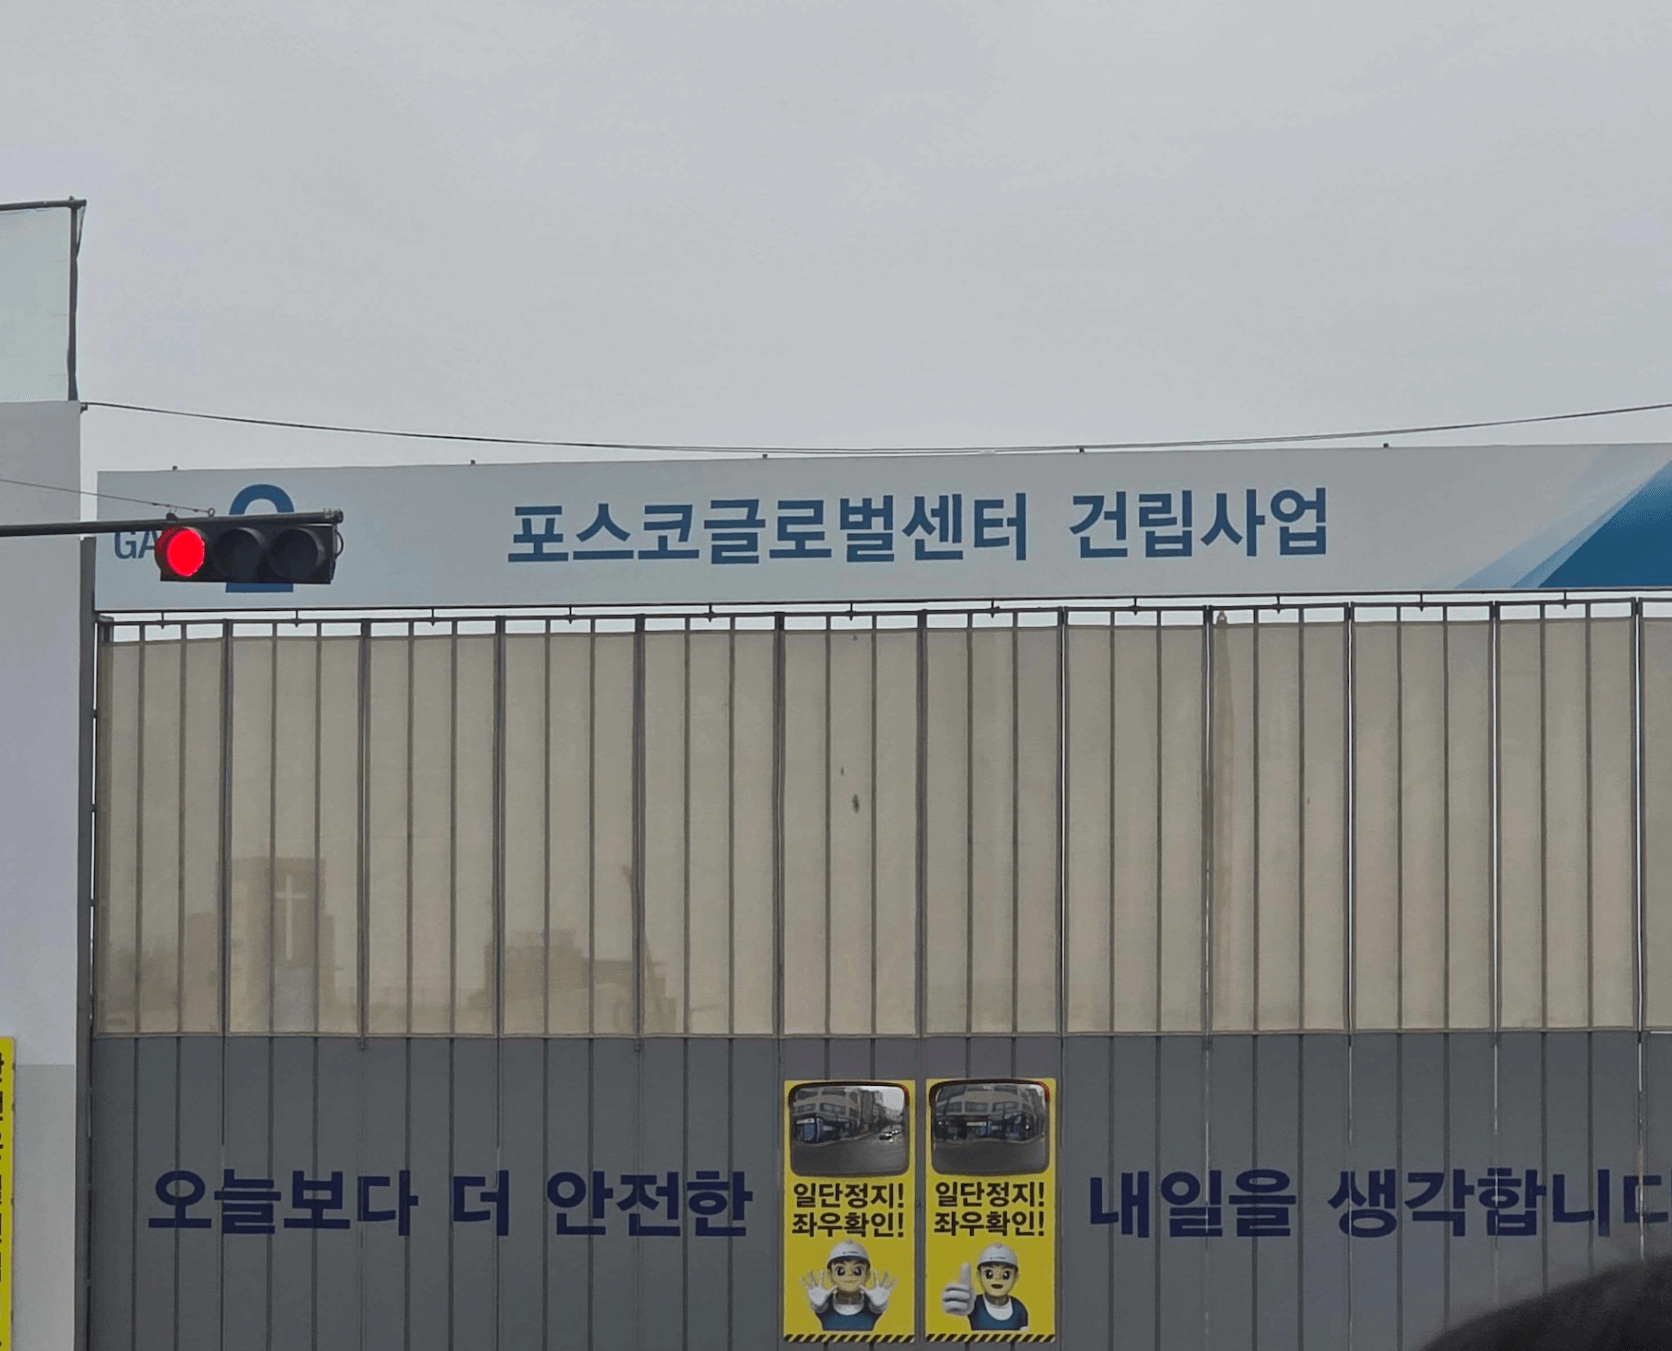 포스코글로벌센터 건립사업
오늘보다 더 안전한
일단정지!
좌우확인!
일단정지!
좌우확인!
내일을 생각합니다